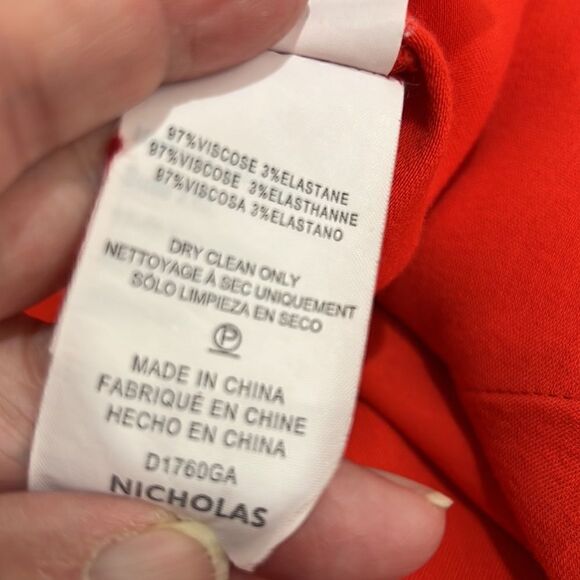 97%VISCOSE 3%ELASTANE
97%VISCOSE 3%ELASTHANNE
97%VISCOSA 3%ELASTANO
DRY CLEAN ONLY
NETTOYAGE À SEC UNIQUEMENT
SÓLO LIMPIEZA EN SECO
P
MADE IN CHINA
FABRIQUÉ EN CHINE
HECHO EN CHINA
D1760GA
NICHOLAS